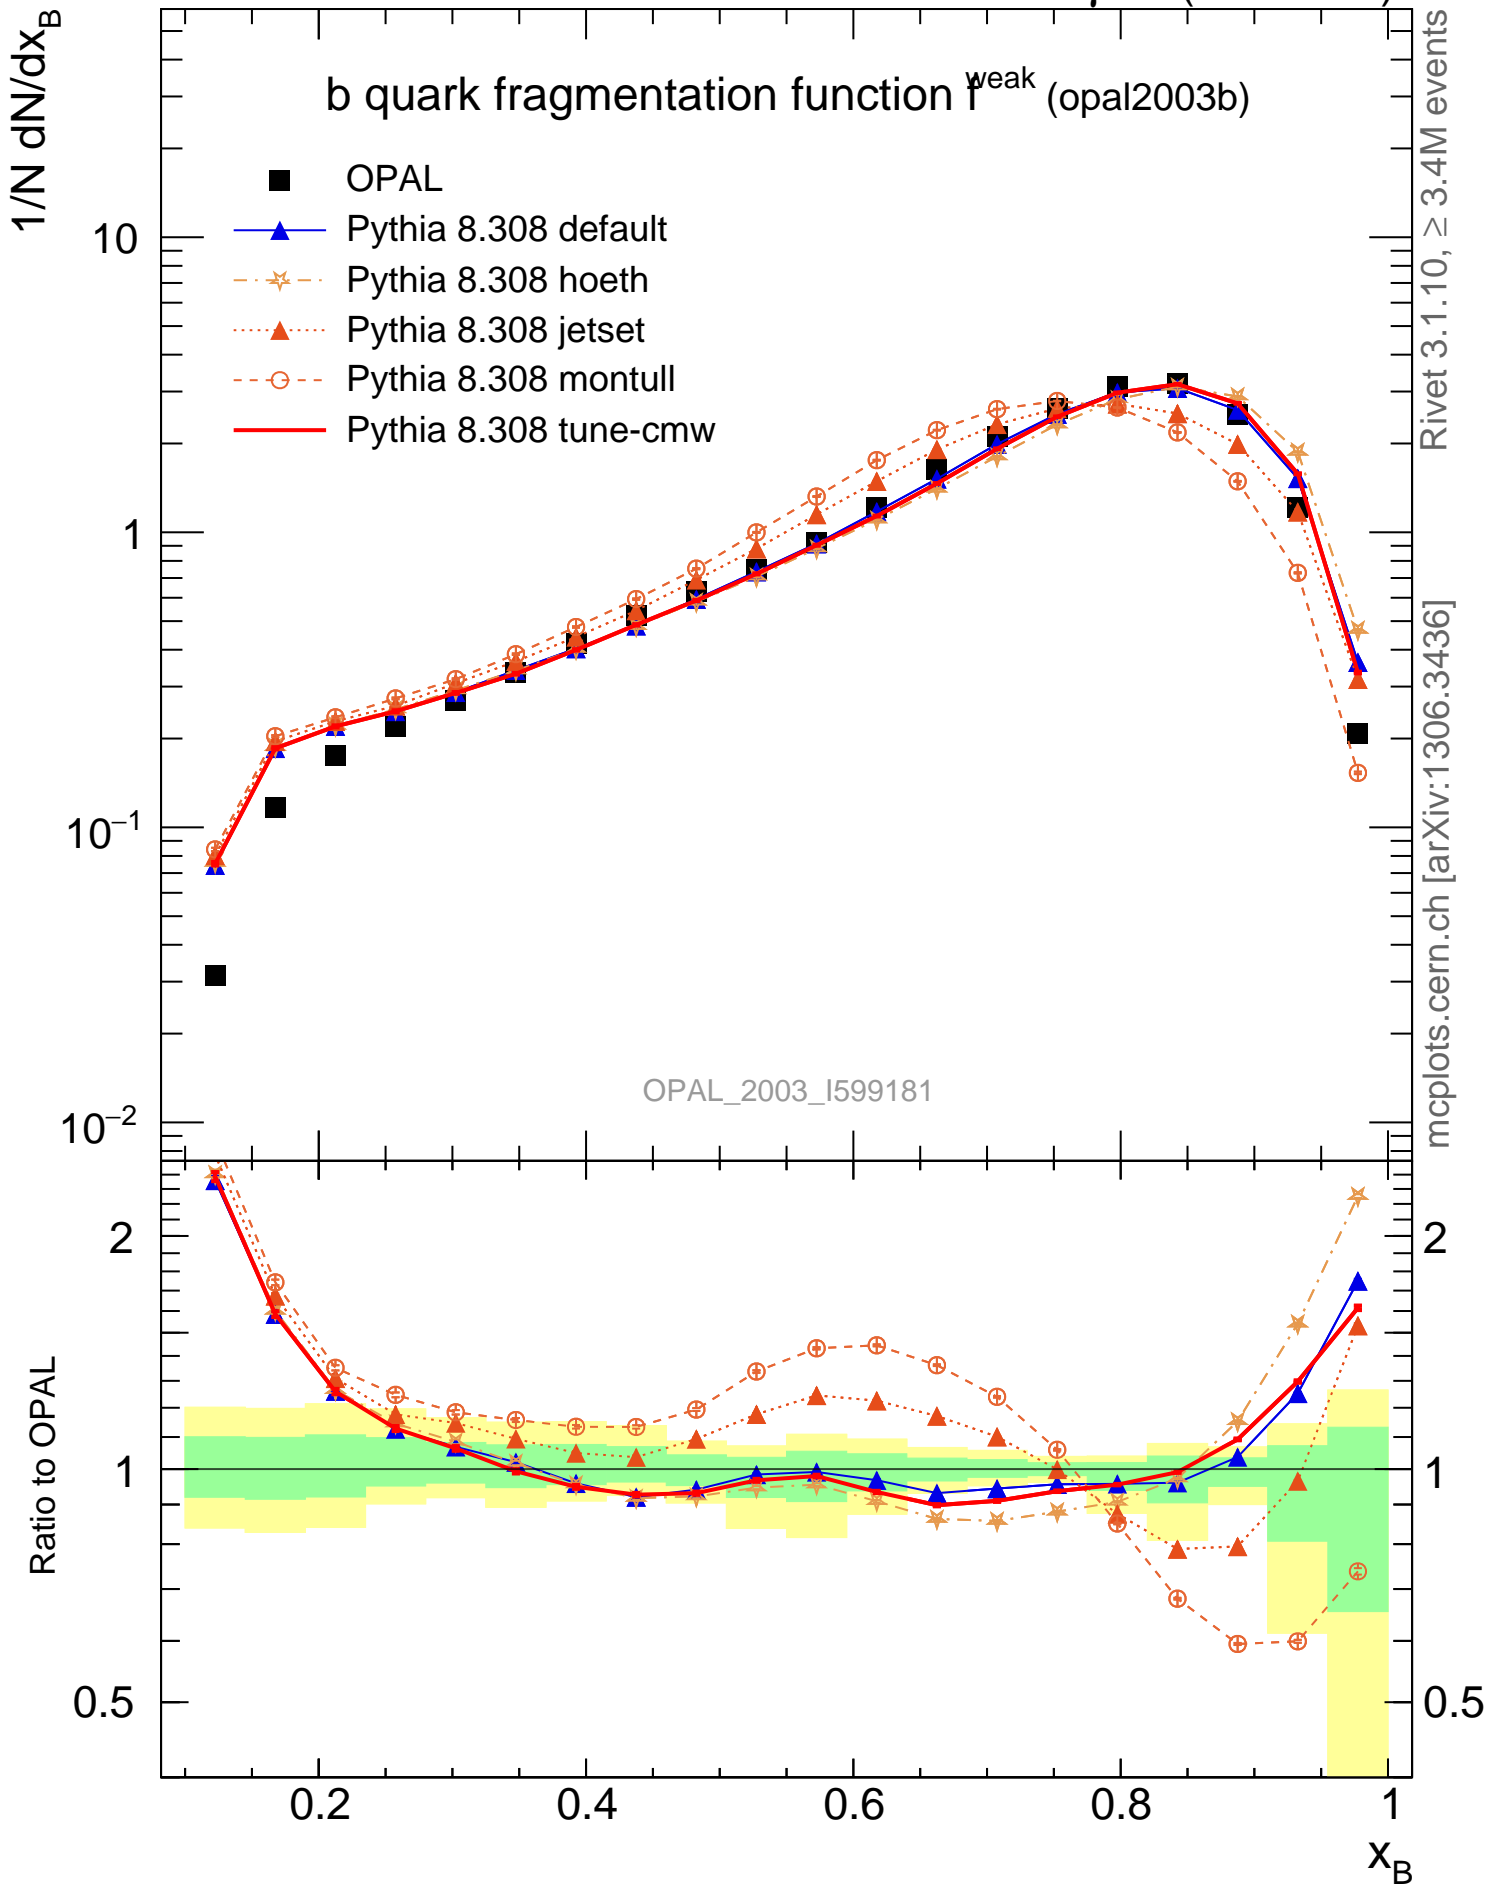 b quark fragmentation function f^weak (opal2003b)
1/N dN/dx_B
OPAL
Pythia 8.308 default
Pythia 8.308 hoeth
Pythia 8.308 jetset
Pythia 8.308 montull
Pythia 8.308 tune-cmw
10
1
10^−1
10^−2
OPAL_2003_I599181
Rivet 3.1.10, ≥ 3.4M events
mcplots.cern.ch [arXiv:1306.3436]
Ratio to OPAL
2
1
0.5
2
1
0.5
0.2
0.4
0.6
0.8
1
x_B